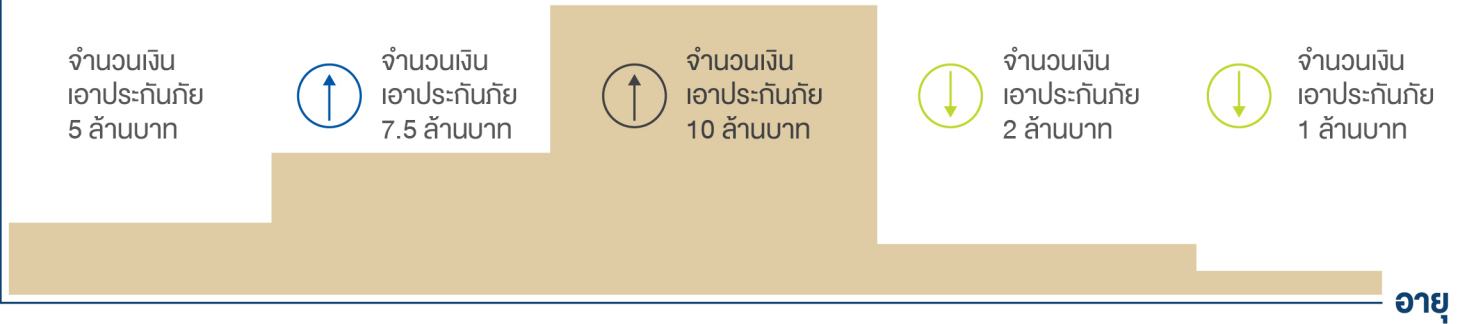 จำนวนเงิน
เอาประกันภัย
5 ล้านบาท
จำนวนเงิน
เอาประกันภัย
7.5 ล้านบาท
จำนวนเงิน
เอาประกันภัย
10 ล้านบาท
จำนวนเงิน
เอาประกันภัย
2 ล้านบาท
จำนวนเงิน
เอาประกันภัย
1 ล้านบาท
อายุ